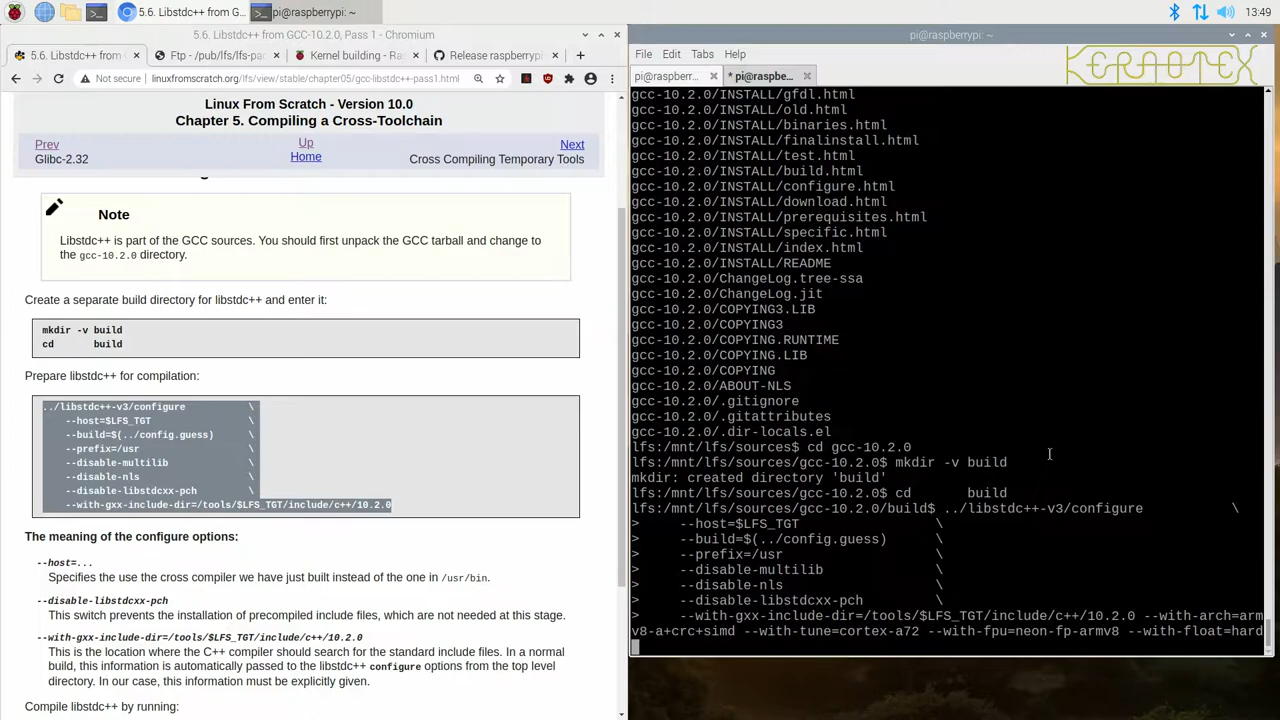 5.6. Libstdc++ from G...
pi@raspberrypi: ~
13:49
5.6. Libstdc++ from GCC-10.2.0, Pass 1 - Chromium
pi@raspberrypi: ~
5.6. Libstdc++ from
Ftp - /pub/lfs/lfs-pa
Kernel building - Ra
Release raspberrypi
Not secure | linuxfromscratch.org/lfs/view/stable/chapter05/gcc-libstdc++-pass1.html
Linux From Scratch - Version 10.0
Chapter 5. Compiling a Cross-Toolchain
Prev
Up
Next
Glibc-2.32
Home
Cross Compiling Temporary Tools
Note
Libstdc++ is part of the GCC sources. You should first unpack the GCC tarball and change to
the gcc-10.2.0 directory.
Create a separate build directory for libstdc++ and enter it:
mkdir -v build
cd       build
Prepare libstdc++ for compilation:
../libstdc++-v3/configure          \
--host=$LFS_TGT                \
--build=$(../config.guess)     \
--prefix=/usr                  \
--disable-multilib             \
--disable-nls                  \
--disable-libstdcxx-pch        \
--with-gxx-include-dir=/tools/$LFS_TGT/include/c++/10.2.0
The meaning of the configure options:
--host=...
Specifies the use the cross compiler we have just built instead of the one in /usr/bin.
--disable-libstdcxx-pch
This switch prevents the installation of precompiled include files, which are not needed at this stage.
--with-gxx-include-dir=/tools/$LFS_TGT/include/c++/10.2.0
This is the location where the C++ compiler should search for the standard include files. In a normal
build, this information is automatically passed to the libstdc++ configure options from the top level
directory. In our case, this information must be explicitly given.
Compile libstdc++ by running:
File Edit Tabs Help
KERAOTEX
pi@raspberr...
* pi@raspbe...
gcc-10.2.0/INSTALL/gfdl.html
gcc-10.2.0/INSTALL/old.html
gcc-10.2.0/INSTALL/binaries.html
gcc-10.2.0/INSTALL/finalinstall.html
gcc-10.2.0/INSTALL/test.html
gcc-10.2.0/INSTALL/build.html
gcc-10.2.0/INSTALL/configure.html
gcc-10.2.0/INSTALL/download.html
gcc-10.2.0/INSTALL/prerequisites.html
gcc-10.2.0/INSTALL/specific.html
gcc-10.2.0/INSTALL/index.html
gcc-10.2.0/INSTALL/README
gcc-10.2.0/ChangeLog.tree-ssa
gcc-10.2.0/ChangeLog.jit
gcc-10.2.0/COPYING3.LIB
gcc-10.2.0/COPYING3
gcc-10.2.0/COPYING.RUNTIME
gcc-10.2.0/COPYING.LIB
gcc-10.2.0/COPYING
gcc-10.2.0/ABOUT-NLS
gcc-10.2.0/.gitignore
gcc-10.2.0/.gitattributes
gcc-10.2.0/.dir-locals.el
lfs:/mnt/lfs/sources$ cd gcc-10.2.0
lfs:/mnt/lfs/sources/gcc-10.2.0$ mkdir -v build
mkdir: created directory 'build'
lfs:/mnt/lfs/sources/gcc-10.2.0$ cd       build
lfs:/mnt/lfs/sources/gcc-10.2.0/build$ ../libstdc++-v3/configure           \
>     --host=$LFS_TGT                 \
>     --build=$(../config.guess)      \
>     --prefix=/usr                   \
>     --disable-multilib              \
>     --disable-nls                   \
>     --disable-libstdcxx-pch         \
>     --with-gxx-include-dir=/tools/$LFS_TGT/include/c++/10.2.0 --with-arch=arm
v8-a+crc+simd --with-tune=cortex-a72 --with-fpu=neon-fp-armv8 --with-float=hard